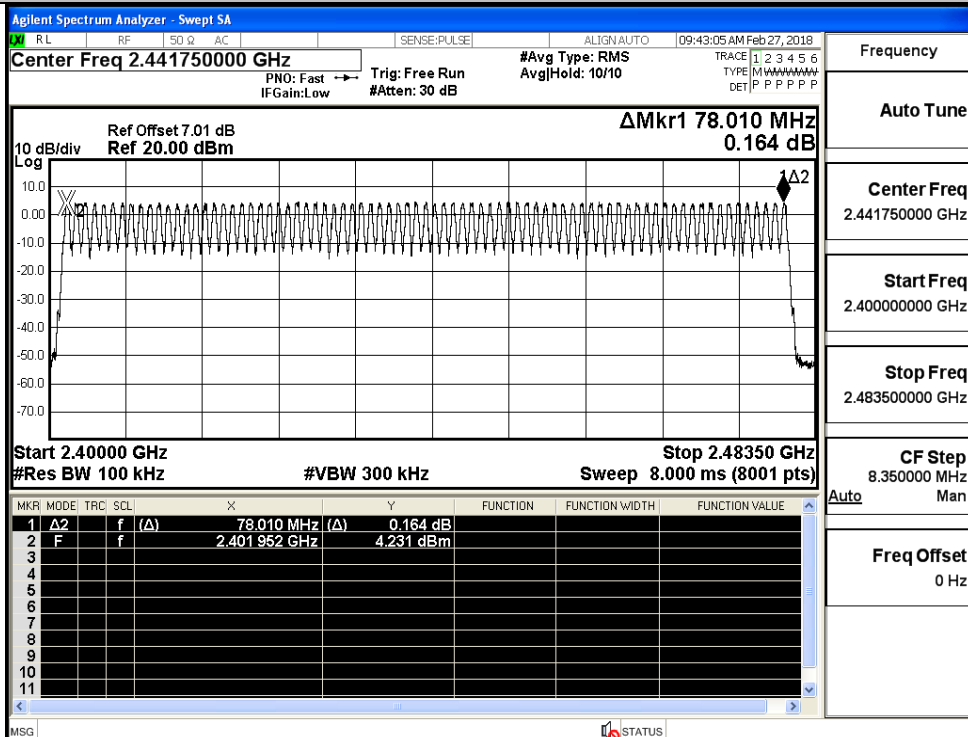 Agilent Spectrum Analyzer - Swept SA
LXI RL RF 50 Ω AC SENSE:PULSE ALIGN AUTO 09:43:05 AM Feb 27, 2018
Center Freq 2.441750000 GHz
PNO: Fast
IFGain:Low
Trig: Free Run
#Atten: 30 dB
#Avg Type: RMS
Avg|Hold: 10/10
TRACE 1 2 3 4 5 6
TYPE M W W W W W
DET P P P P P P
Ref Offset 7.01 dB
10 dB/div Ref 20.00 dBm
Log
ΔMkr1 78.010 MHz
0.164 dB
10.0
0.00
-10.0
-20.0
-30.0
-40.0
-50.0
-60.0
-70.0
X2
1Δ2
Start 2.40000 GHz Stop 2.48350 GHz
#Res BW 100 kHz #VBW 300 kHz Sweep 8.000 ms (8001 pts)
MKR MODE TRC SCL X Y FUNCTION FUNCTION WIDTH FUNCTION VALUE
1 Δ2 f (Δ) 78.010 MHz (Δ) 0.164 dB
2 F f 2.401 952 GHz 4.231 dBm
3
4
5
6
7
8
9
10
11
MSG STATUS
Frequency
Auto Tune
Center Freq
2.441750000 GHz
Start Freq
2.400000000 GHz
Stop Freq
2.483500000 GHz
CF Step
8.350000 MHz
Auto Man
Freq Offset
0 Hz